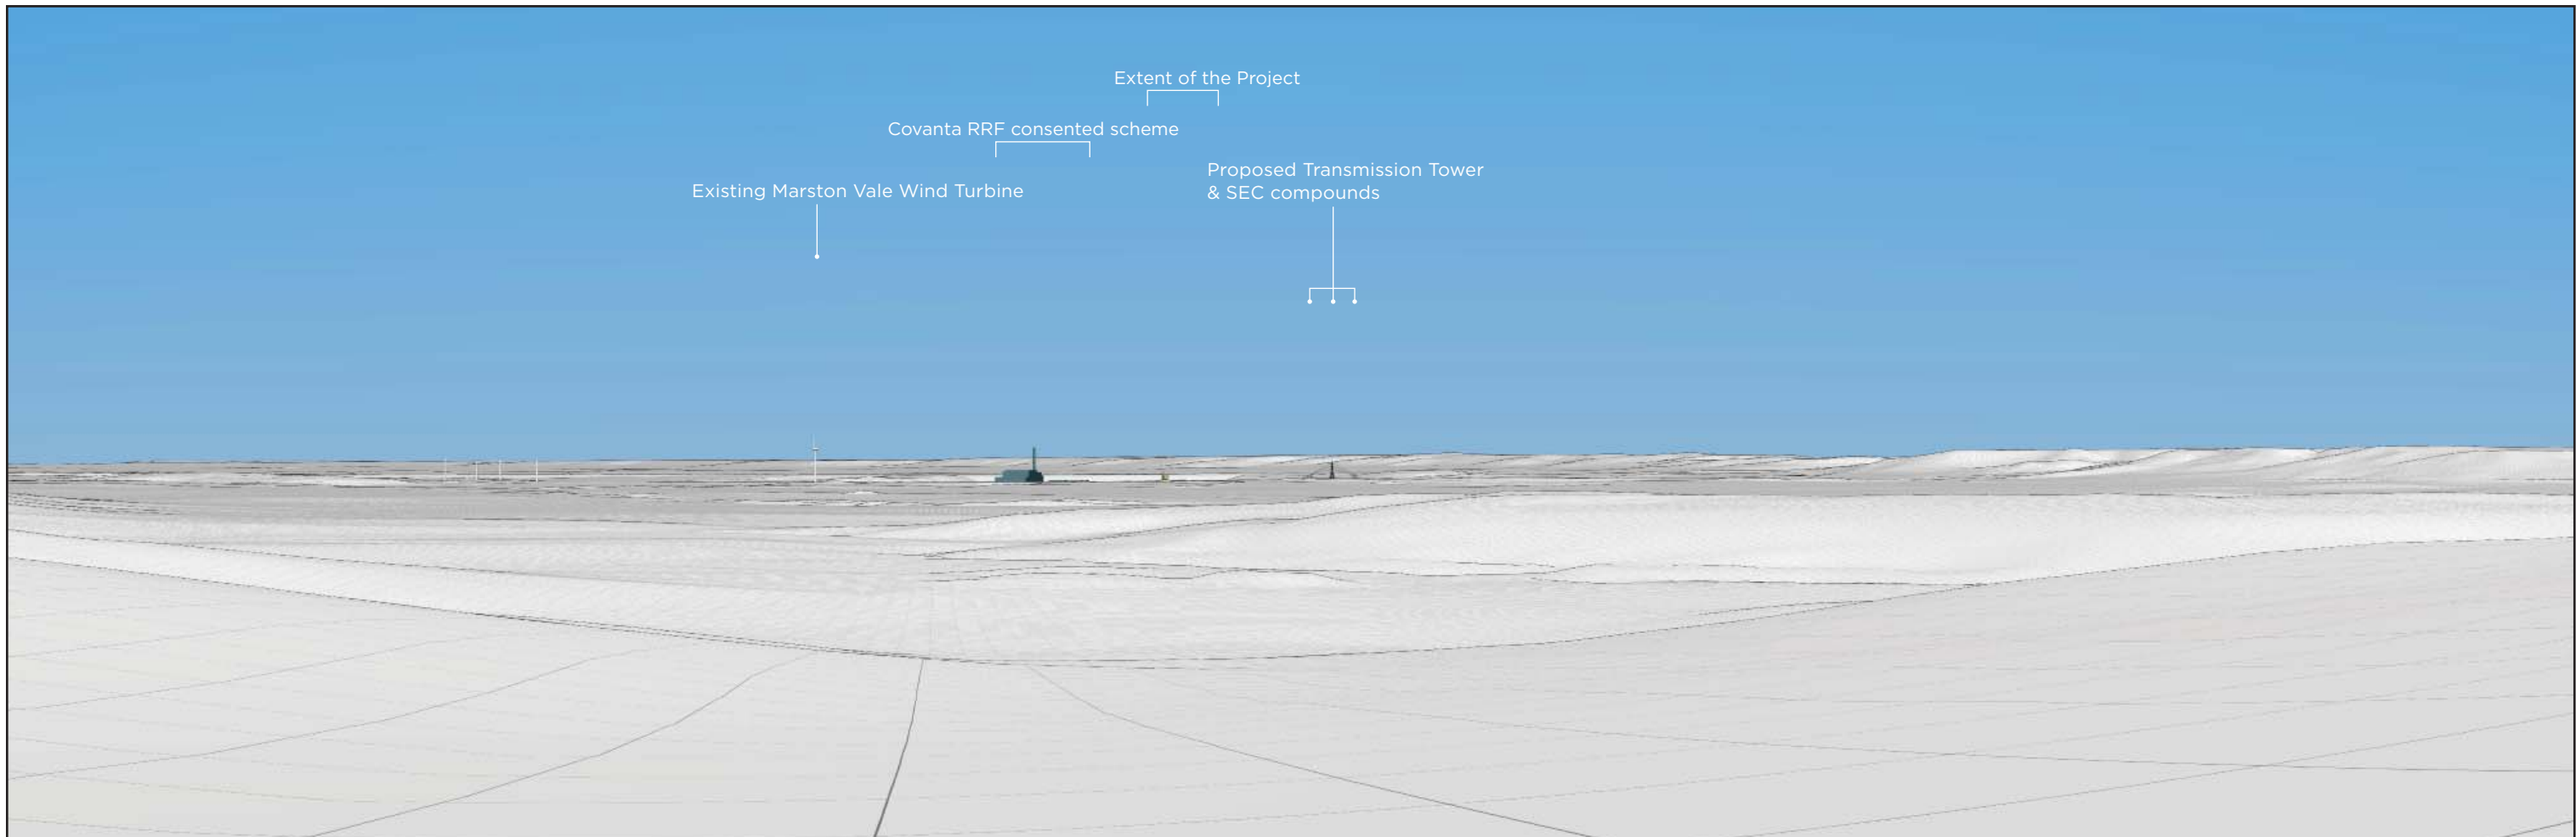 Extent of the Project
Covanta RRF consented scheme
Proposed Transmission Tower
& SEC compounds
Existing Marston Vale Wind Turbine